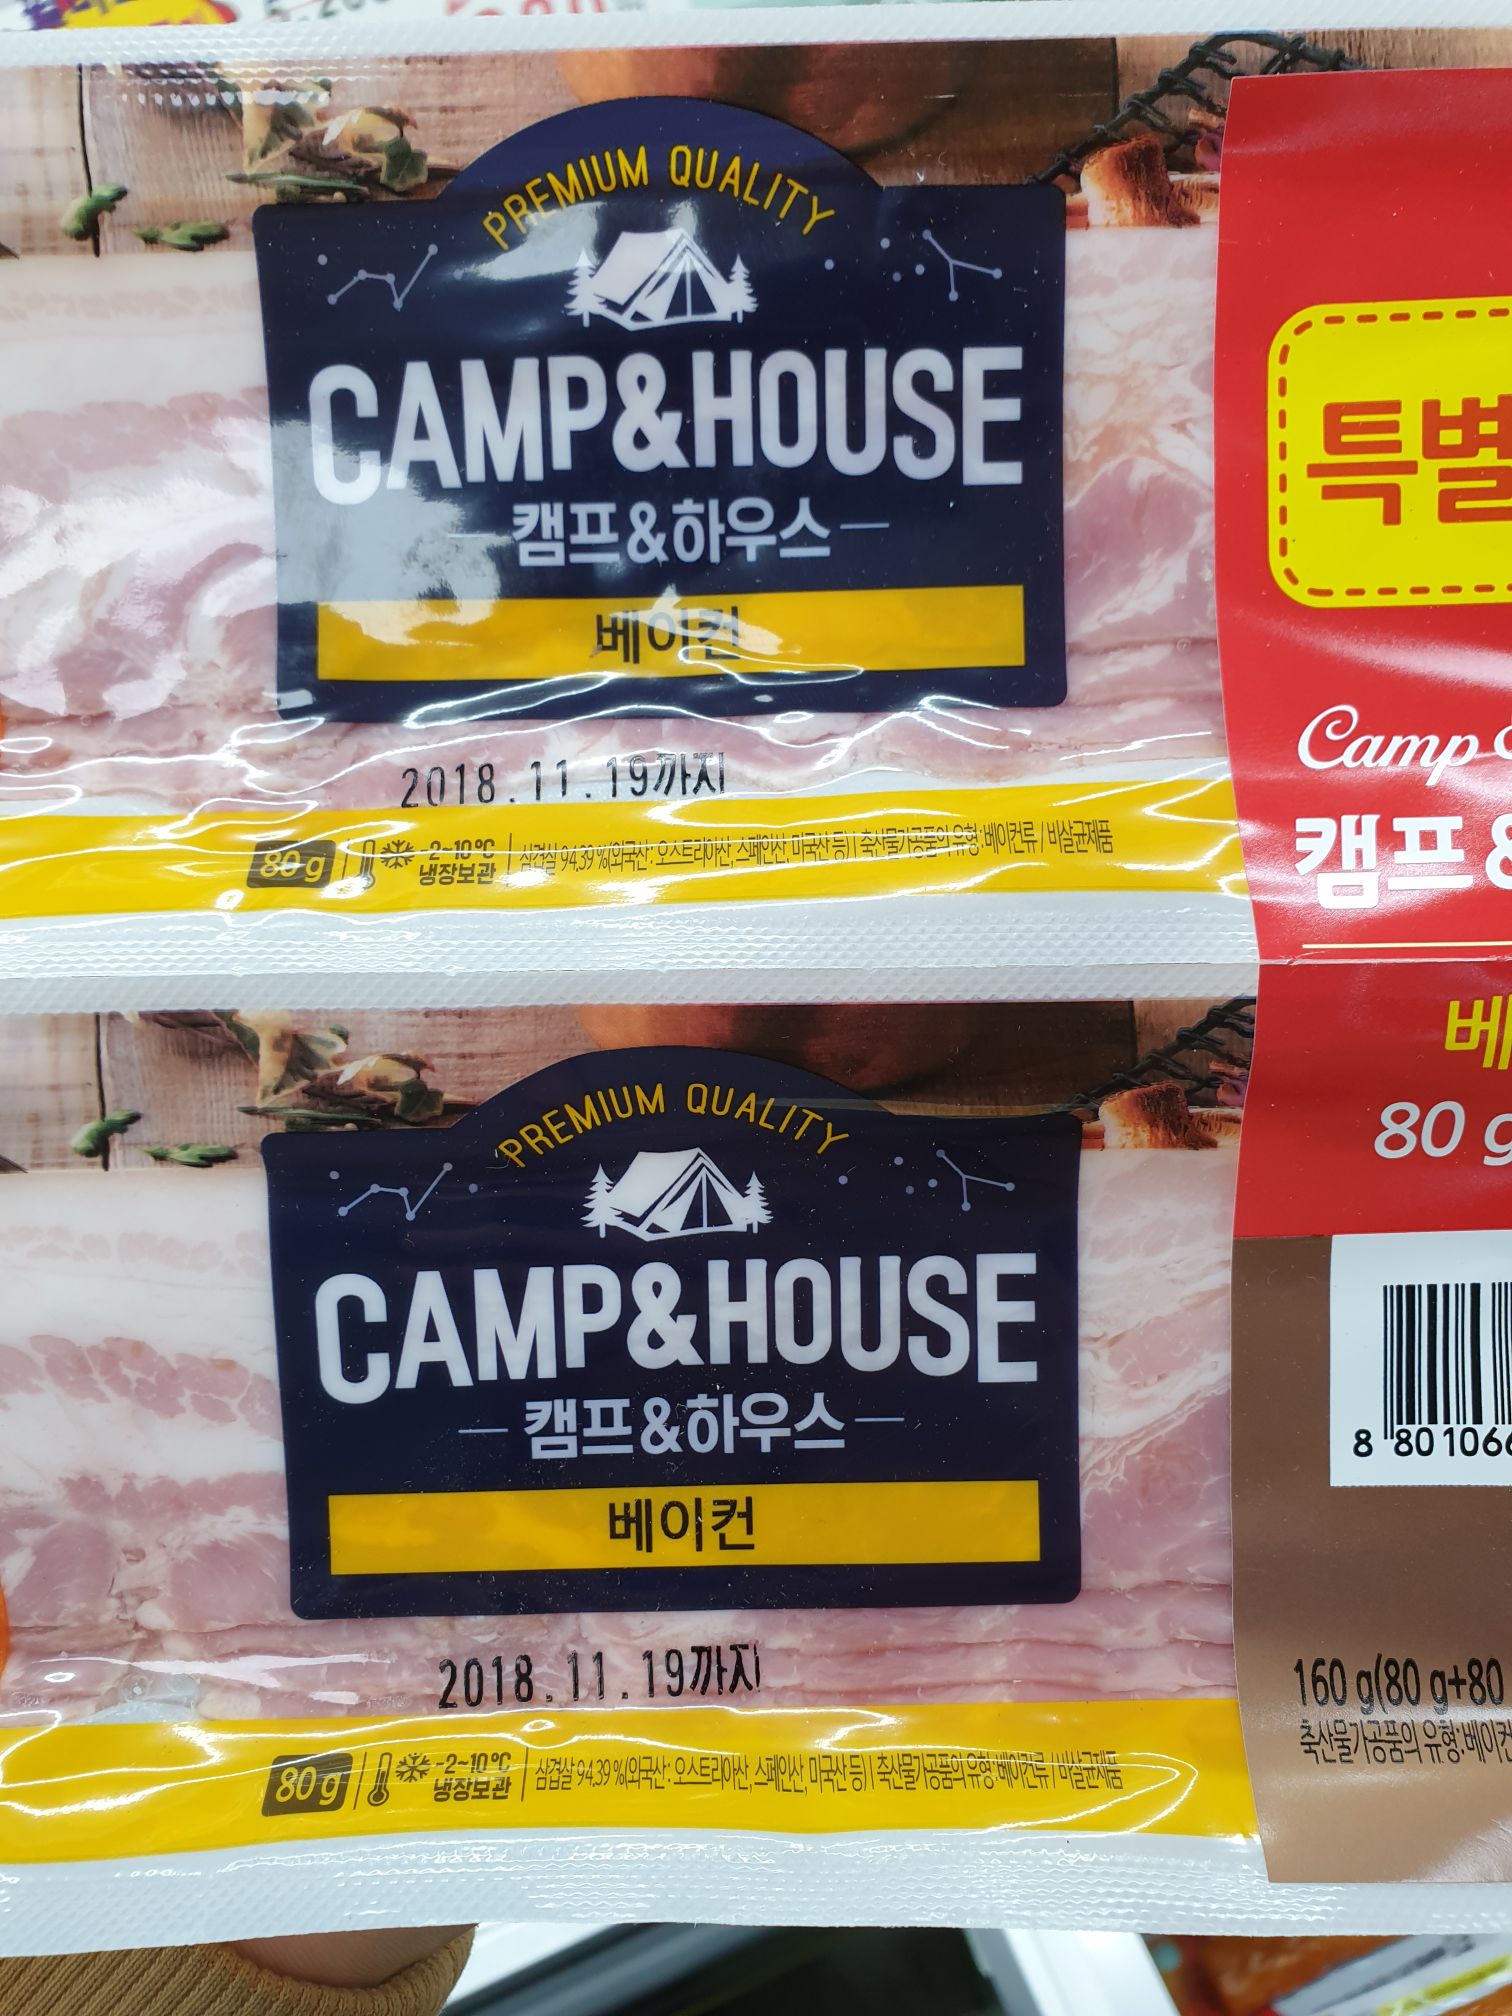 PREMIUM QUALITY
CAMP&HOUSE
캠프&하우스
베이컨
2018.11.19까지
80 g
-2~10℃
냉장보관
삼겹살 94.39%(외국산: 오스트리아산, 스페인산, 미국산 등) | 축산물가공품의 유형:베이컨류 / 비살균제품
PREMIUM QUALITY
CAMP&HOUSE
캠프&하우스
베이컨
2018.11.19까지
80 g
-2~10℃
냉장보관
삼겹살 94.39%(외국산: 오스트리아산, 스페인산, 미국산 등) | 축산물가공품의 유형:베이컨류 / 비살균제품
특별
Camp
캠프&
베
80 g
8 801066
160 g(80 g+80
축산물가공품의 유형:베이컨